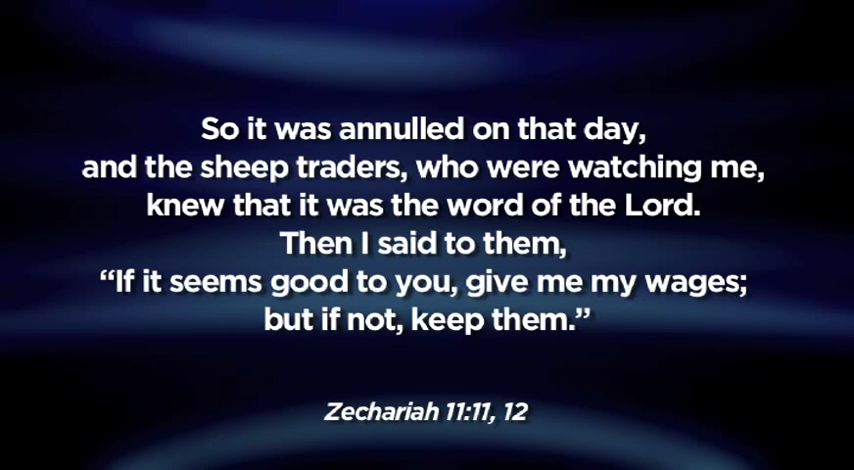 So it was annulled on that day,
and the sheep traders, who were watching me,
knew that it was the word of the Lord.
Then I said to them,
“If it seems good to you, give me my wages;
but if not, keep them.”
Zechariah 11:11, 12